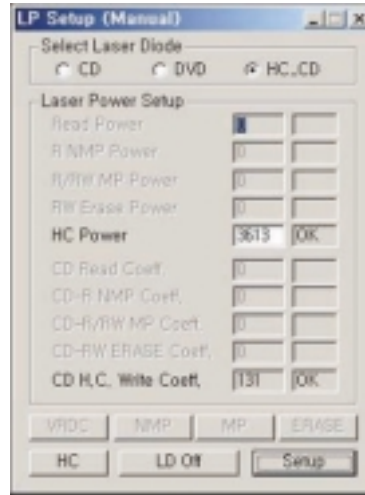 LP Setup (Manual)
Select Laser Diode
CD DVD HC_CD
Laser Power Setup
Read Power 0
R NMP Power 0
R/RW MP Power 0
RW Erase Power 0
HC Power 3613 OK
CD Read Coeff. 0
CD-R NMP Coeff. 0
CD-R/RW MP Coeff. 0
CD-RW ERASE Coeff. 0
CD H.C. Write Coeff. 131 OK
VRDC NMP MP ERASE
HC LD Off Setup